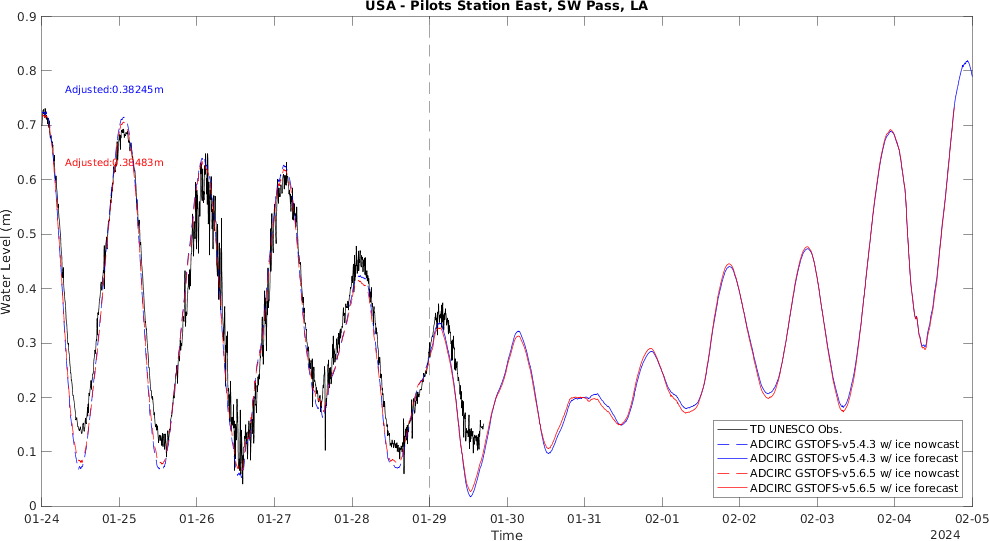 USA - Pilots Station East, SW Pass, LA
0.9
0.8
0.7
0.6
0.5
0.4
0.3
0.2
0.1
0
Water Level (m)
Adjusted:0.38245m
Adjusted:0.38483m
TD UNESCO Obs.
ADCIRC GSTOFS-v5.4.3 w/ ice nowcast
ADCIRC GSTOFS-v5.4.3 w/ ice forecast
ADCIRC GSTOFS-v5.6.5 w/ ice nowcast
ADCIRC GSTOFS-v5.6.5 w/ ice forecast
01-24 01-25 01-26 01-27 01-28 01-29 01-30 01-31 02-01 02-02 02-03 02-04 02-05
Time
2024